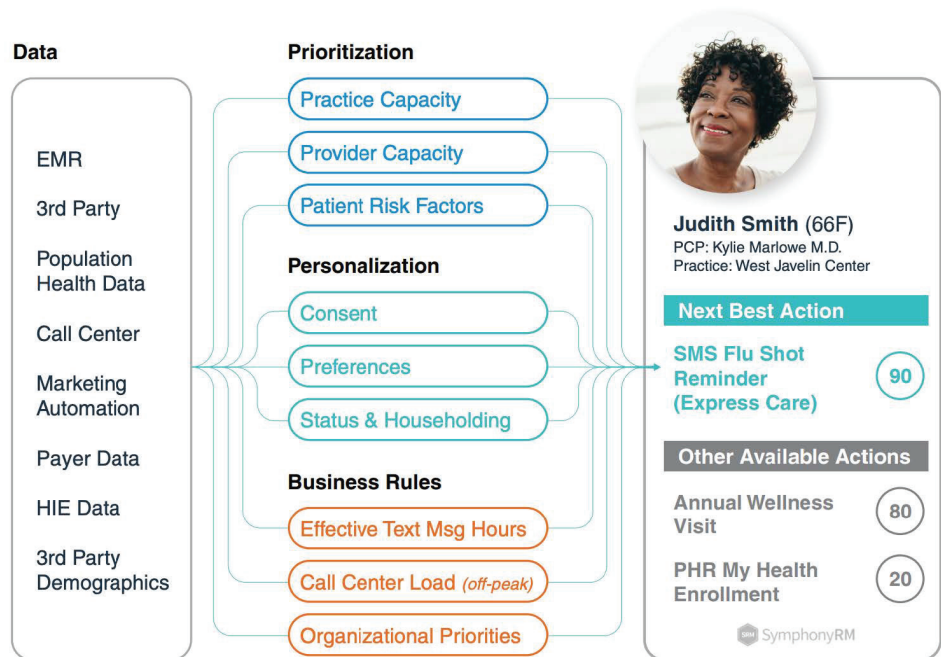 Data
EMR
3rd Party
Population
Health Data
Call Center
Marketing
Automation
Payer Data
HIE Data
3rd Party
Demographics
Prioritization
Practice Capacity
Provider Capacity
Patient Risk Factors
Personalization
Consent
Preferences
Status & Householding
Business Rules
Effective Text Msg Hours
Call Center Load (off-peak)
Organizational Priorities
Judith Smith (66F)
PCP: Kylie Marlowe M.D.
Practice: West Javelin Center
Next Best Action
SMS Flu Shot
Reminder
(Express Care)
90
Other Available Actions
Annual Wellness
Visit
80
PHR My Health
Enrollment
20
SRM SymphonyRM